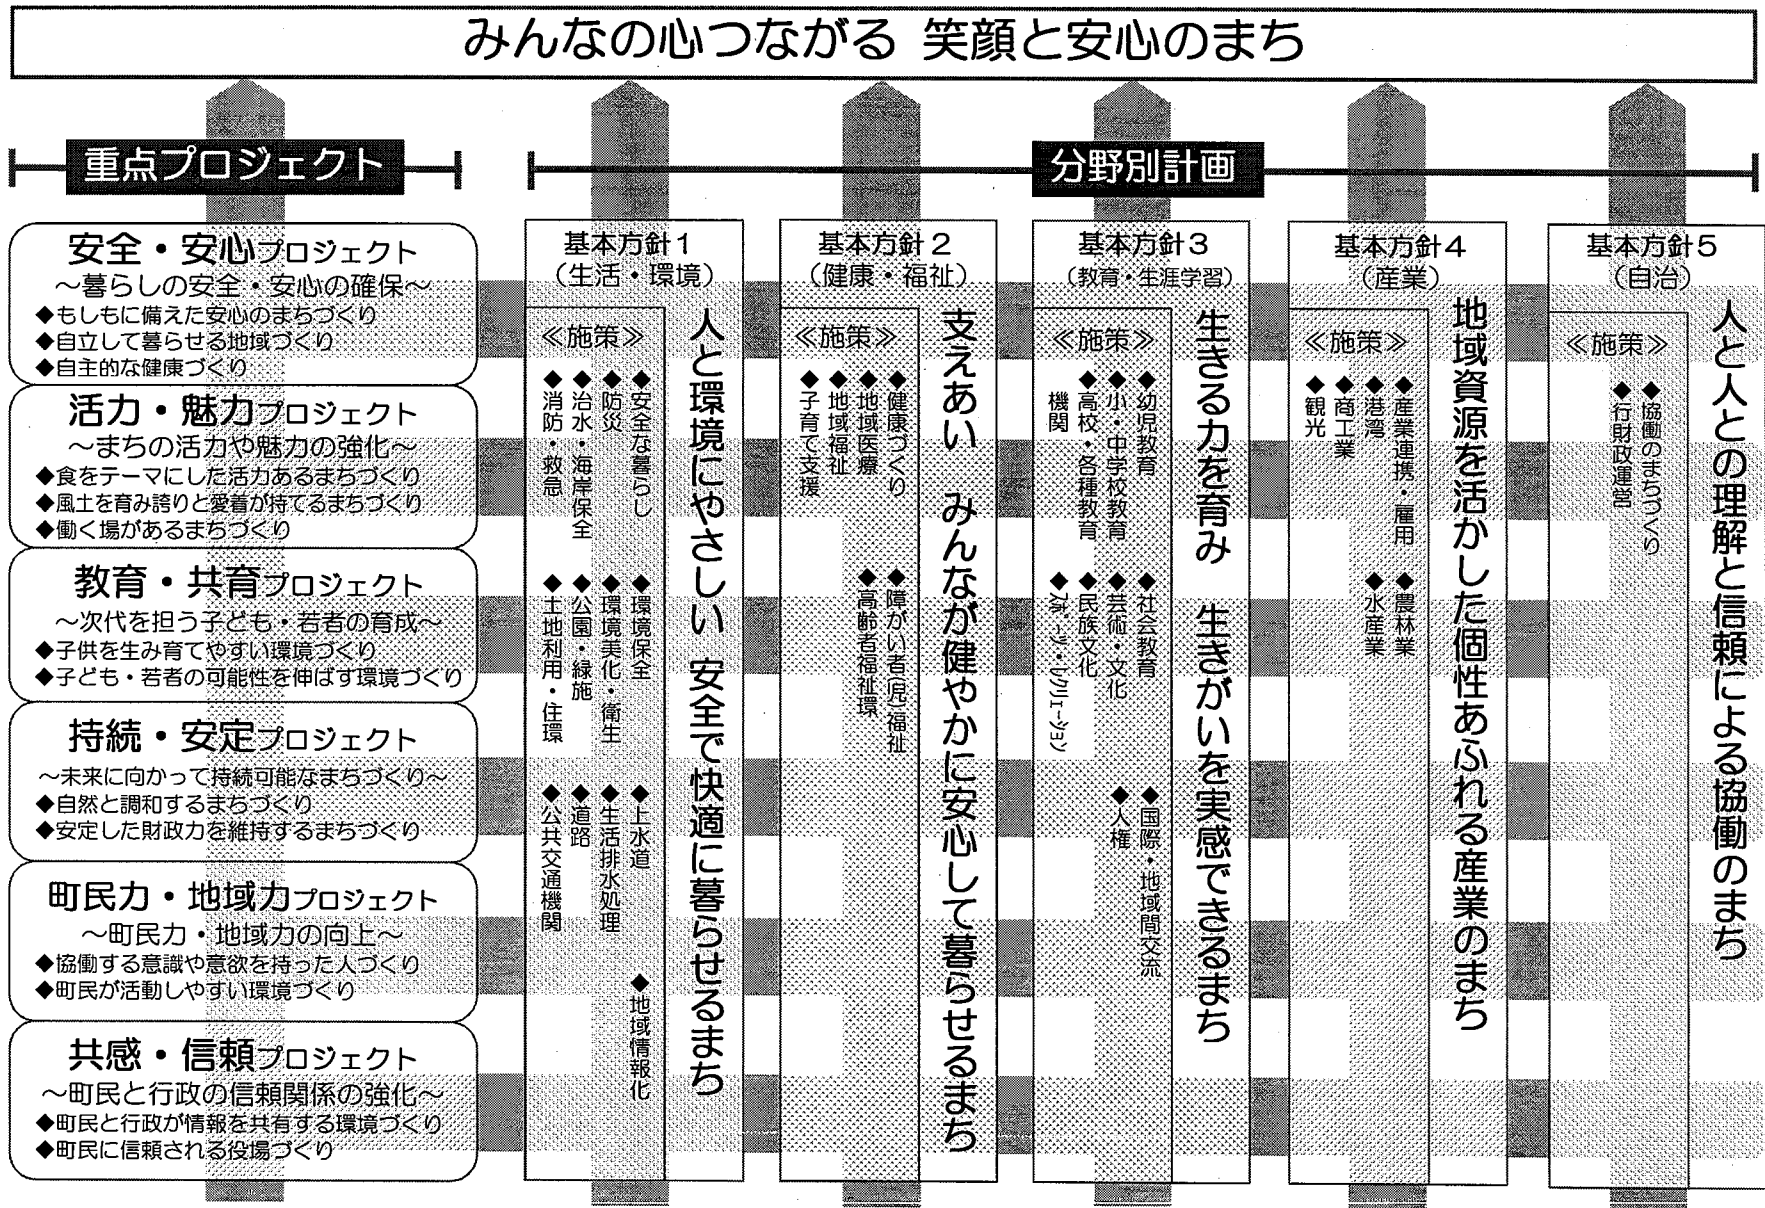 みんなの心つながる 笑顔と安心のまち
重点プロジェクト
安全・安心プロジェクト
～暮らしの安全・安心の確保～
◆もしもに備えた安心のまちづくり
◆自立して暮らせる地域づくり
◆自主的な健康づくり
活力・魅力プロジェクト
～まちの活力や魅力の強化～
◆食をテーマにした活力あるまちづくり
◆風土を育み誇りと愛着が持てるまちづくり
◆働く場があるまちづくり
教育・共育プロジェクト
～次代を担う子ども・若者の育成～
◆子供を生み育てやすい環境づくり
◆子ども・若者の可能性を伸ばす環境づくり
持続・安定プロジェクト
～未来に向かって持続可能なまちづくり～
◆自然と調和するまちづくり
◆安定した財政力を維持するまちづくり
町民力・地域力プロジェクト
～町民力・地域力の向上～
◆協働する意識や意欲を持った人づくり
◆町民が活動しやすい環境づくり
共感・信頼プロジェクト
～町民と行政の信頼関係の強化～
◆町民と行政が情報を共有する環境づくり
◆町民に信頼される役場づくり
分野別計画
基本方針1
（生活・環境）
人と環境にやさしい 安全で快適に暮らせるまち
≪施策≫
◆安全な暮らし
◆防災
◆治水・海岸保全
◆消防・救急
◆環境保全
◆環境美化・衛生
◆公園・緑施
◆土地利用・住環
◆上水道
◆生活排水処理
◆道路
◆公共交通機関
◆地域情報化
基本方針2
（健康・福祉）
支えあい みんなが健やかに安心して暮らせるまち
≪施策≫
◆健康づくり
◆地域医療
◆地域福祉
◆子育て支援
◆障がい者(児)福祉
◆高齢者福祉環
基本方針3
（教育・生涯学習）
生きる力を育み 生きがいを実感できるまち
≪施策≫
◆幼児教育
◆小・中学校教育
◆高校・各種教育
機関
◆社会教育
◆芸術・文化
◆民族文化
◆ｽﾎﾟｰﾂ・ﾚｸﾘｪｰｼｮﾝ
◆国際・地域間交流
◆人権
基本方針4
（産業）
地域資源を活かした個性あふれる産業のまち
≪施策≫
◆産業連携・雇用
◆港湾
◆商工業
◆観光
◆農林業
◆水産業
基本方針5
（自治）
人と人との理解と信頼による協働のまち
≪施策≫
◆協働のまちづくり
◆行財政運営